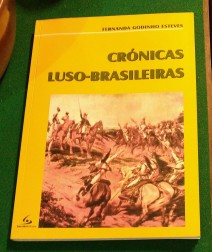 FERNANDA GODINHO ESTEVES
CRÓNICAS
LUSO-BRASILEIRAS